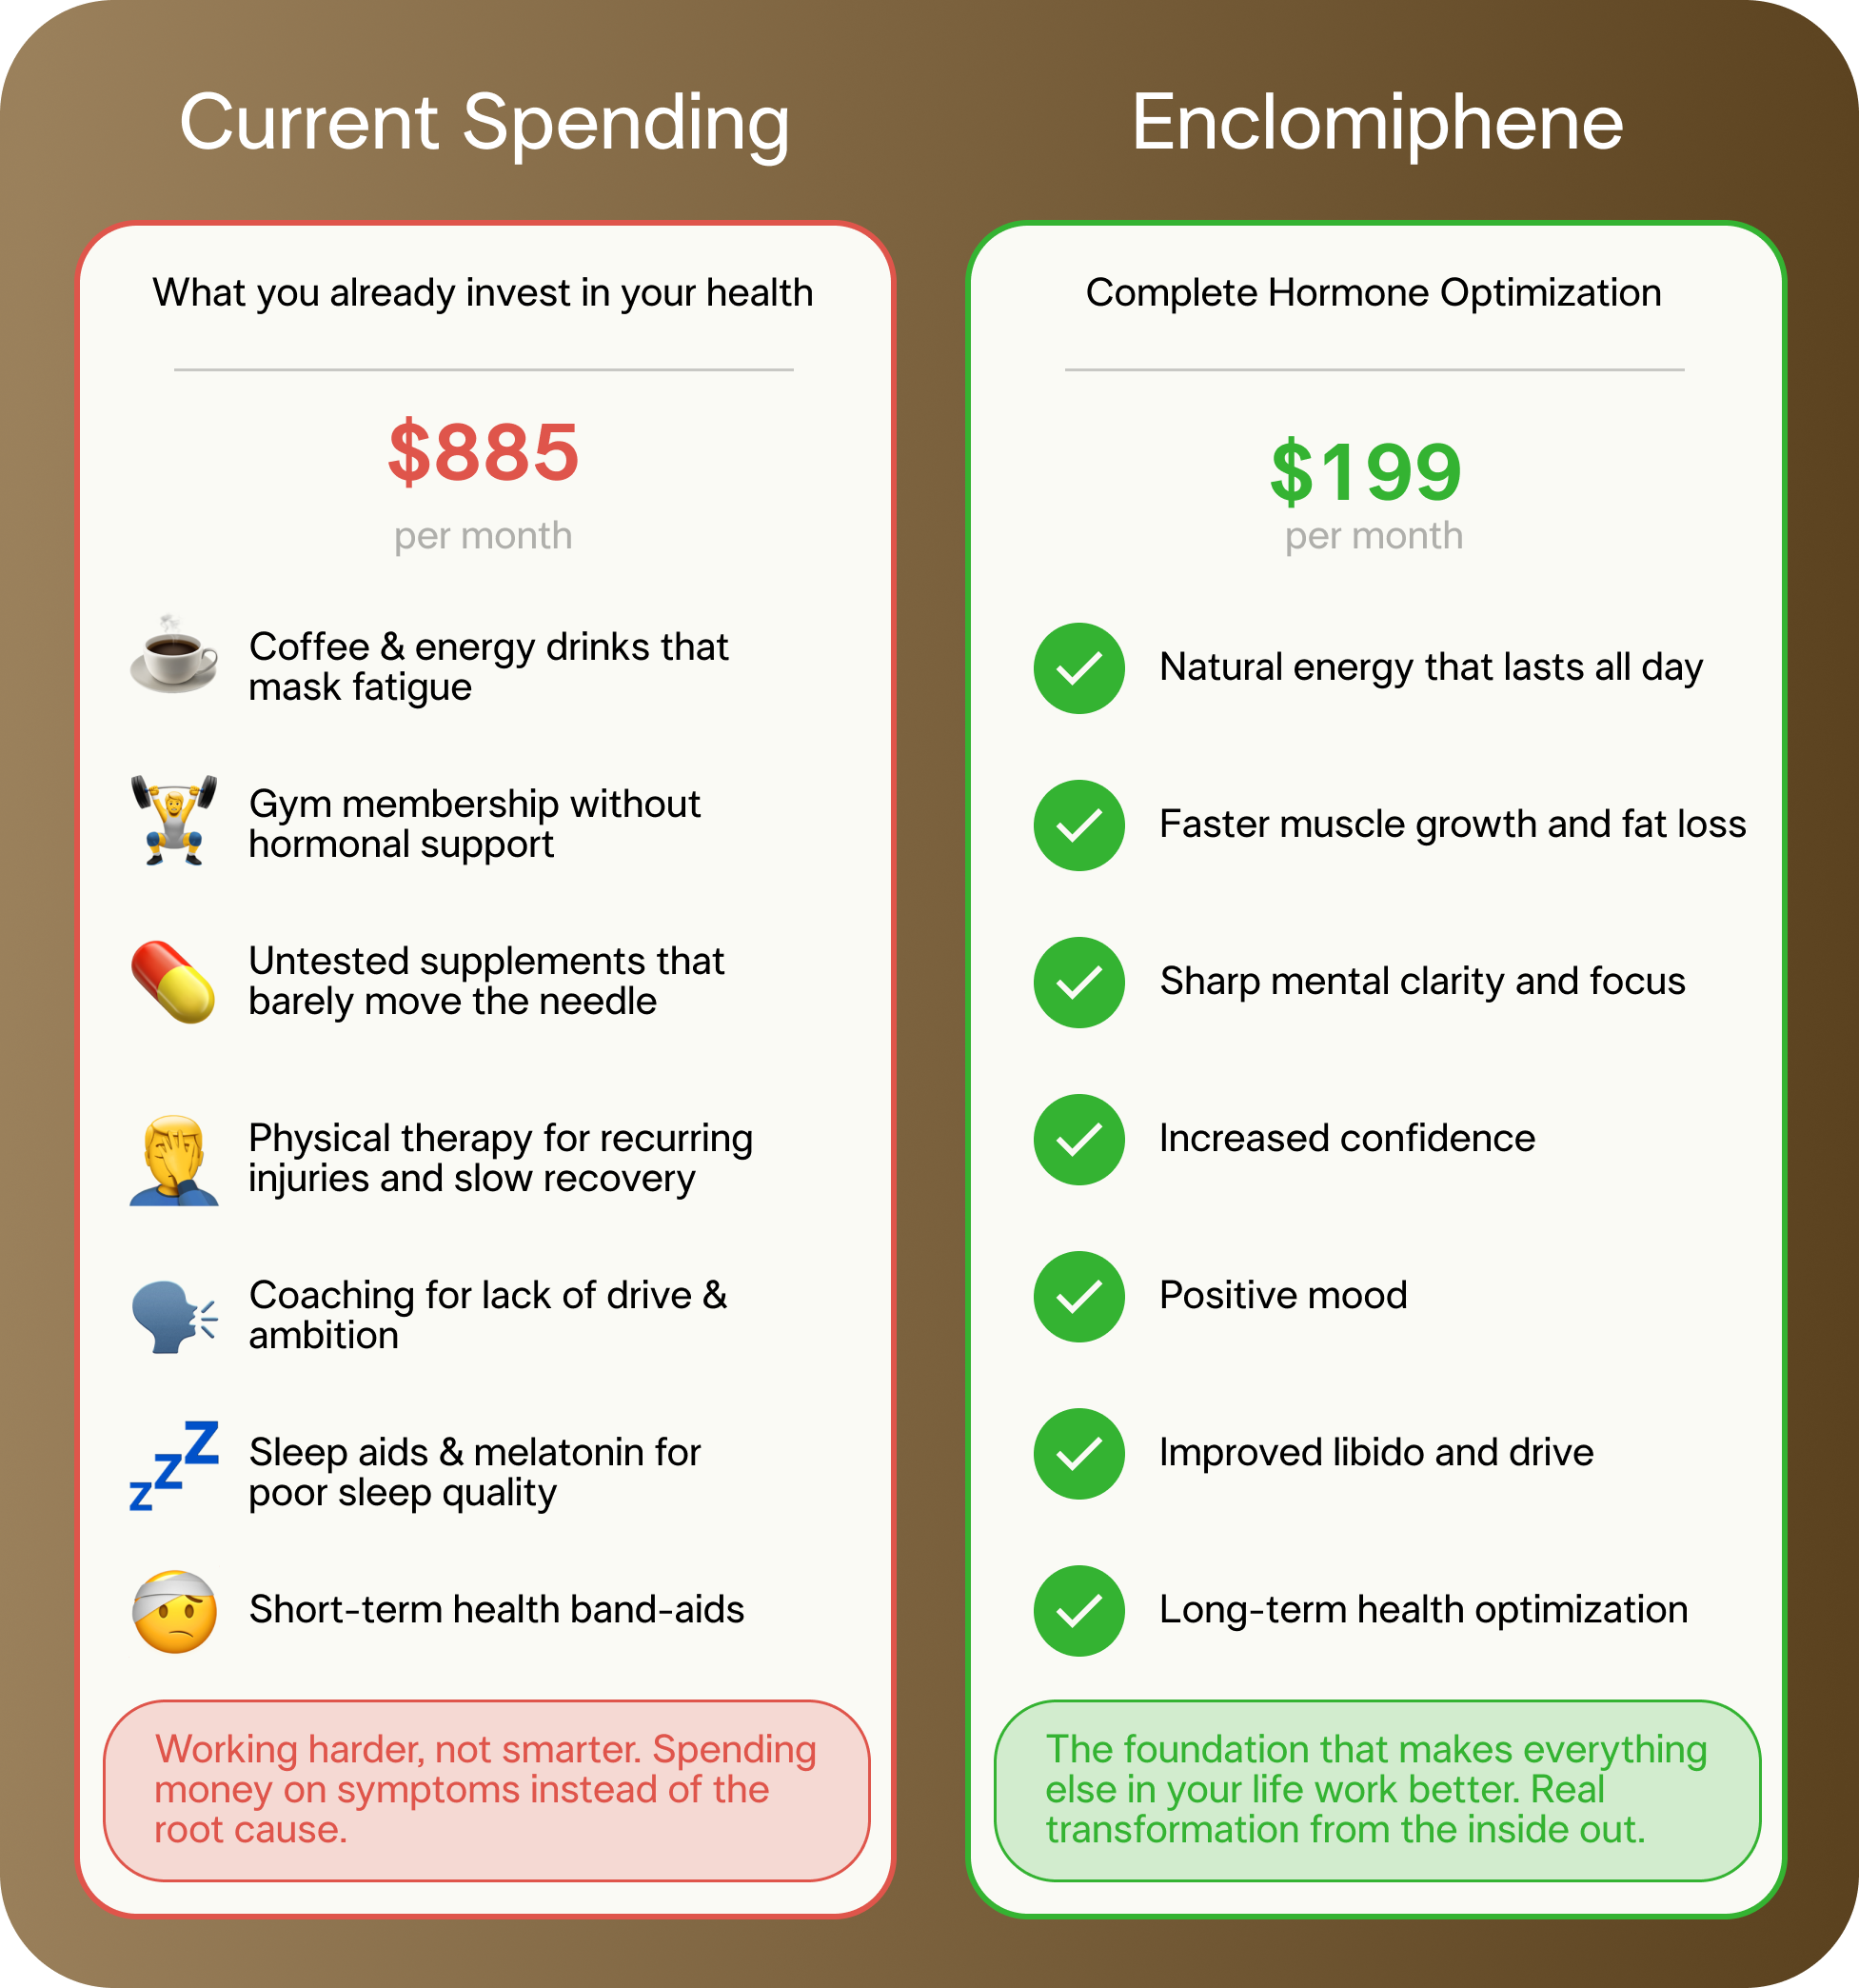 Current Spending
What you already invest in your health
$885
per month
Coffee & energy drinks that
mask fatigue
Gym membership without
hormonal support
Untested supplements that
barely move the needle
Physical therapy for recurring
injuries and slow recovery
Coaching for lack of drive &
ambition
Sleep aids & melatonin for
poor sleep quality
Short-term health band-aids
Working harder, not smarter. Spending
money on symptoms instead of the
root cause.
Enclomiphene
Complete Hormone Optimization
$199
per month
Natural energy that lasts all day
Faster muscle growth and fat loss
Sharp mental clarity and focus
Increased confidence
Positive mood
Improved libido and drive
Long-term health optimization
The foundation that makes everything
else in your life work better. Real
transformation from the inside out.